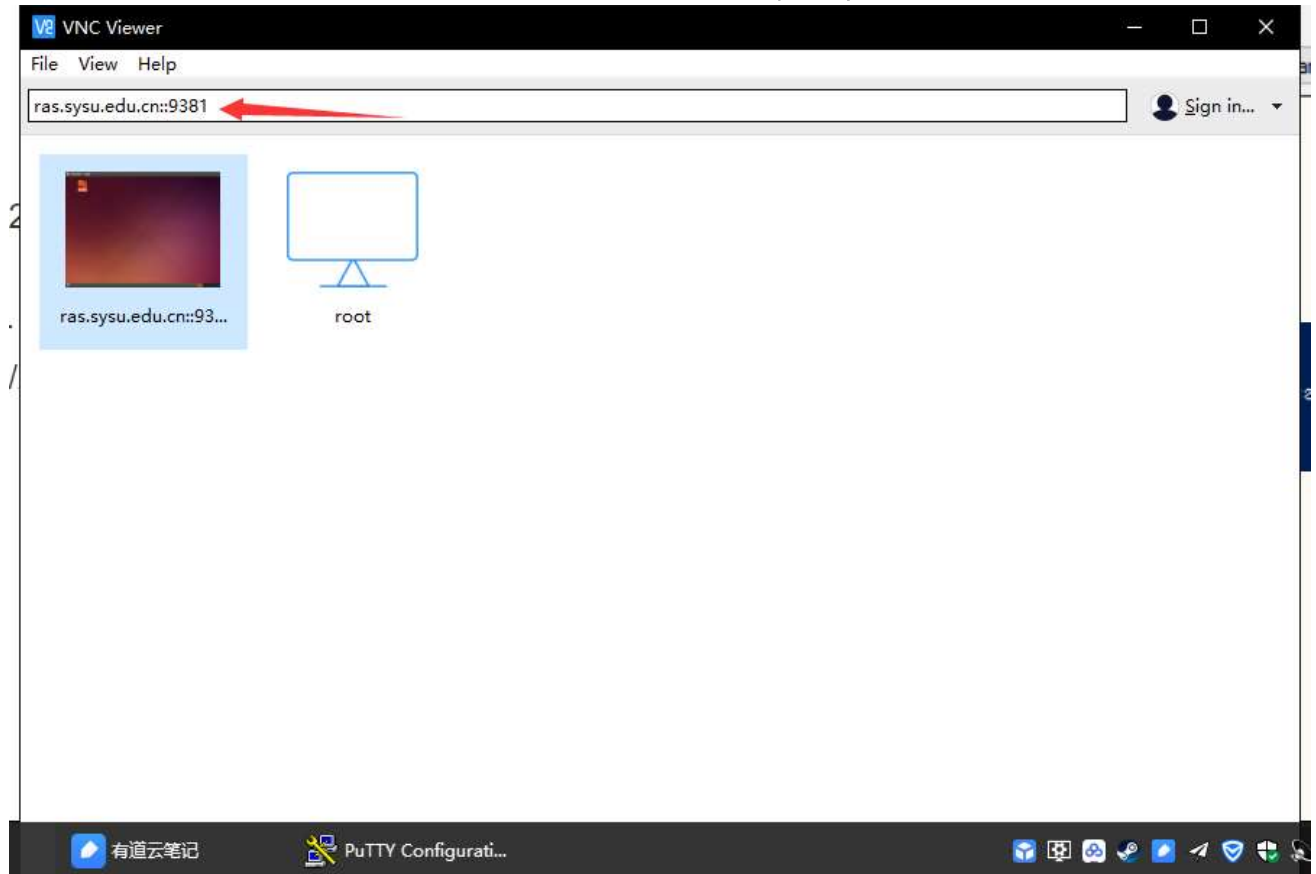 VNC Viewer
File View Help
ras.sysu.edu.cn::9381
Sign in...
ras.sysu.edu.cn::93...
root
有道云笔记
PuTTY Configurati...